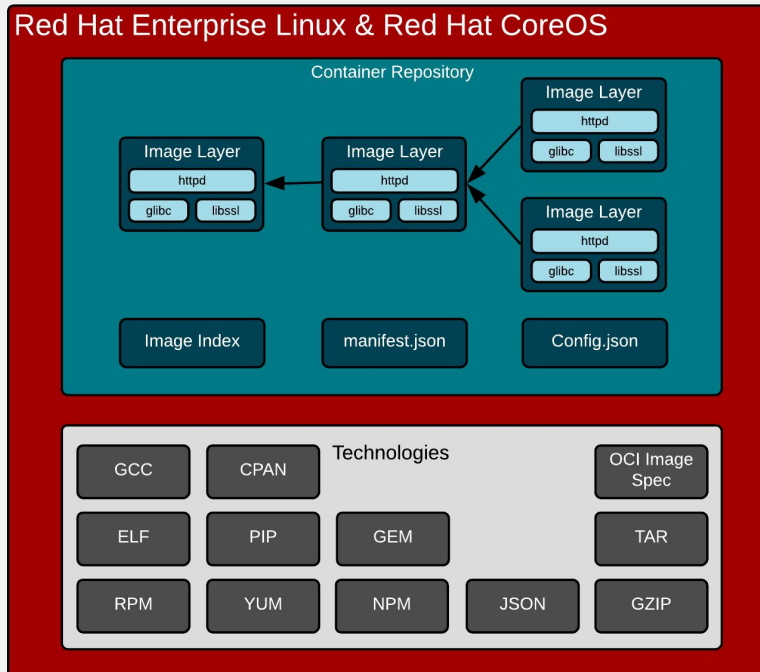 Red Hat Enterprise Linux & Red Hat CoreOS
Container Repository
Image Layer
httpd
glibc libssl
Image Layer
httpd
glibc libssl
Image Layer
httpd
glibc libssl
Image Layer
httpd
glibc libssl
Image Index
manifest.json
Config.json
Technologies
GCC
CPAN
OCI Image
Spec
ELF
PIP
GEM
TAR
RPM
YUM
NPM
JSON
GZIP